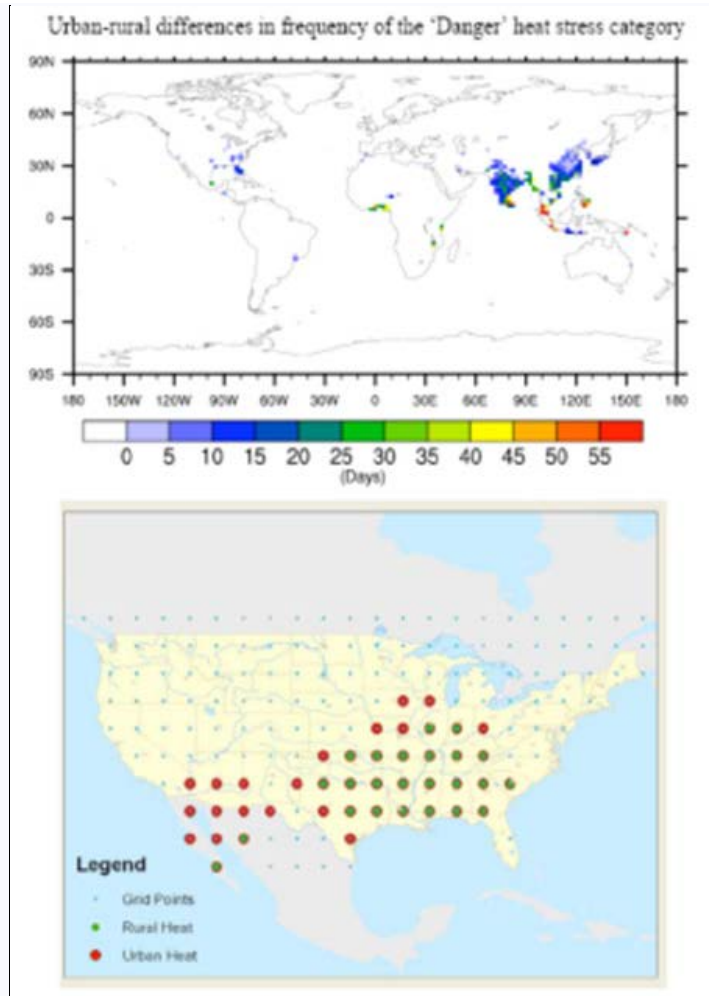 Urban-rural differences in frequency of the ‘Danger’ heat stress category
90N
60N
30N
0
30S
60S
90S
180 150W 120W 90W 60W 30W 0 30E 60E 90E 120E 150E 180
0 5 10 15 20 25 30 35 40 45 50 55
(Days)
Legend
Grid Points
Rural Heat
Urban Heat